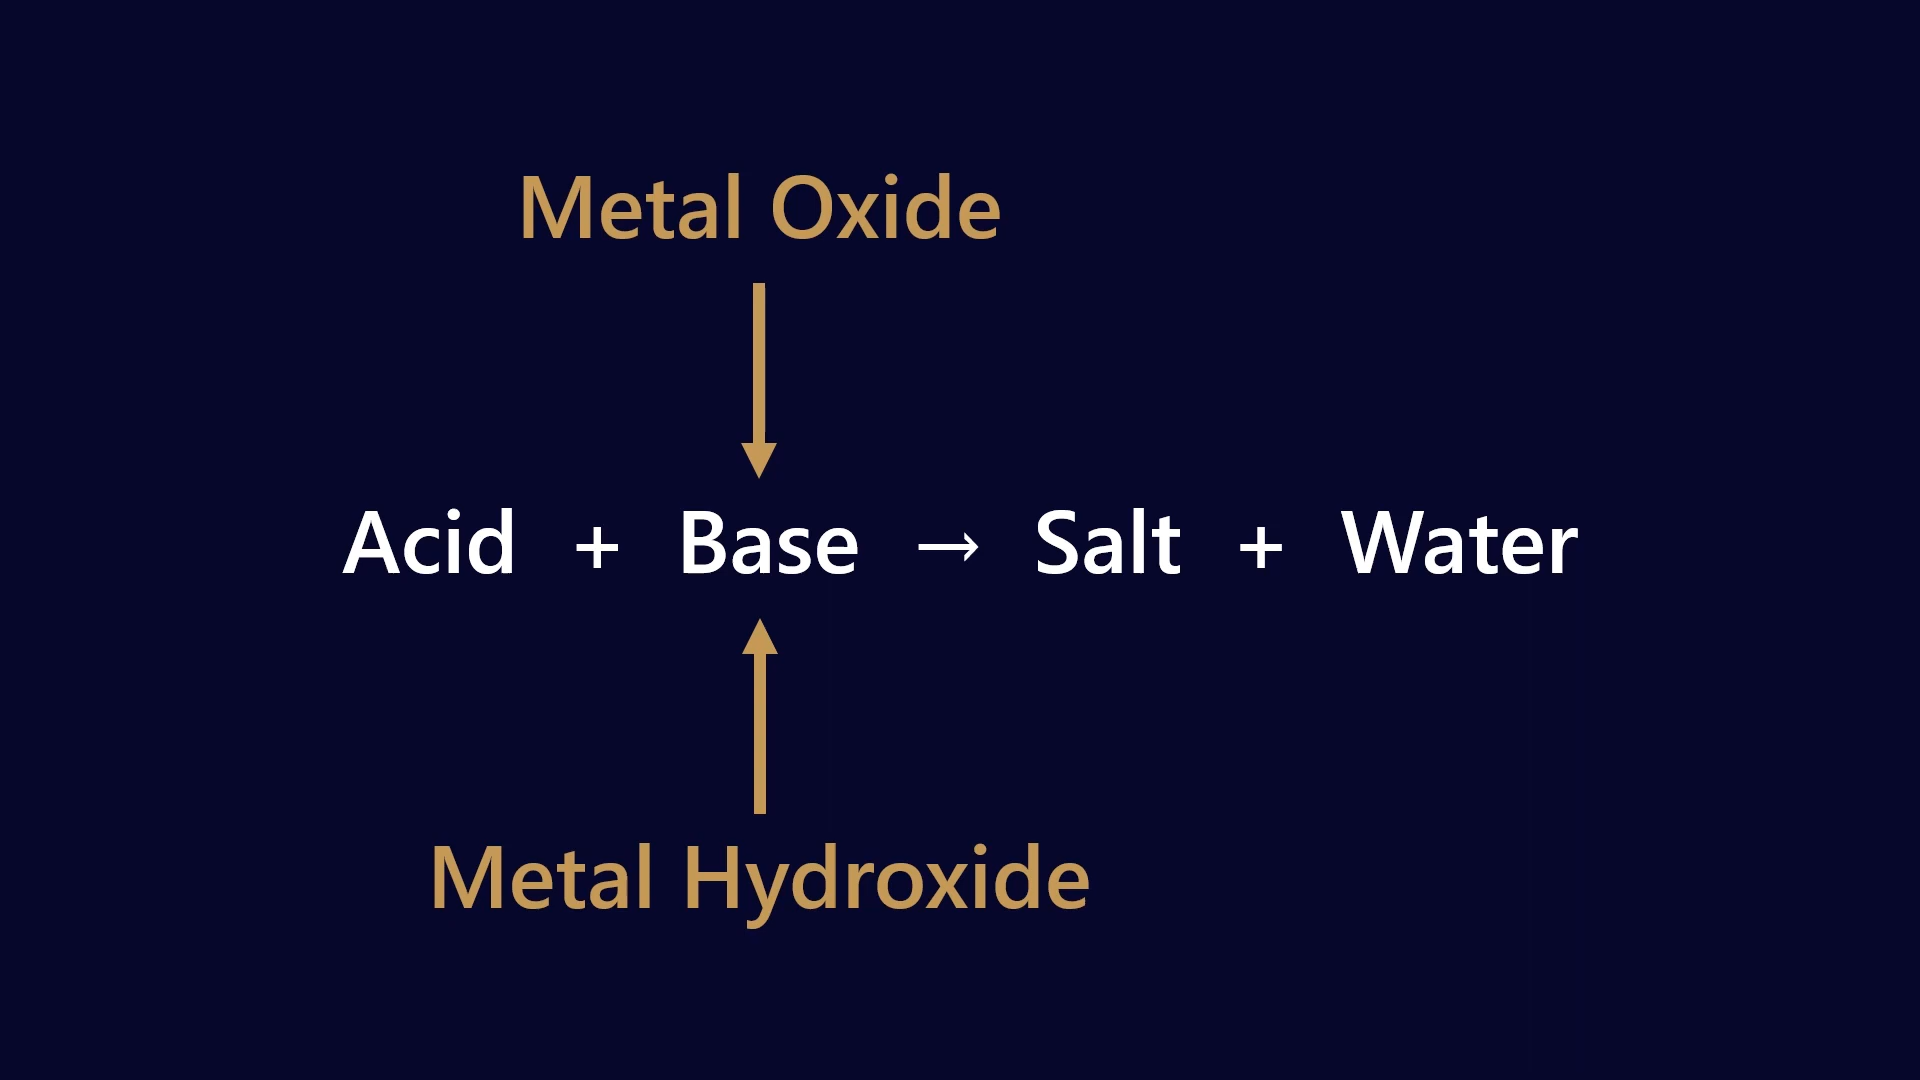 Metal Oxide
Acid + Base → Salt + Water
Metal Hydroxide